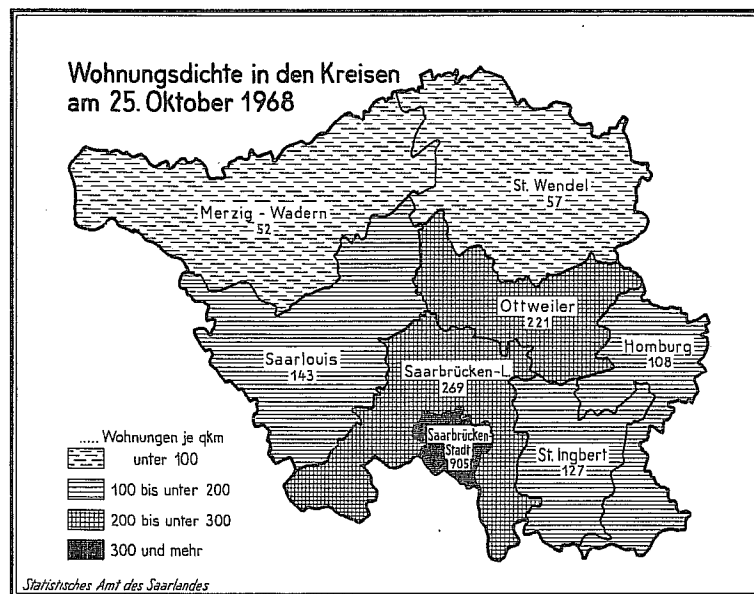 Wohnungsdichte in den Kreisen
am 25. Oktober 1968
St. Wendel
57
Merzig - Wadern
52
Ottweiler
221
Homburg
108
Saarlouis
143
Saarbrücken-L.
269
Saarbrücken-
Stadt
905
St. Ingbert
127
..... Wohnungen je qkm
unter 100
100 bis unter 200
200 bis unter 300
300 und mehr
Statistisches Amt des Saarlandes